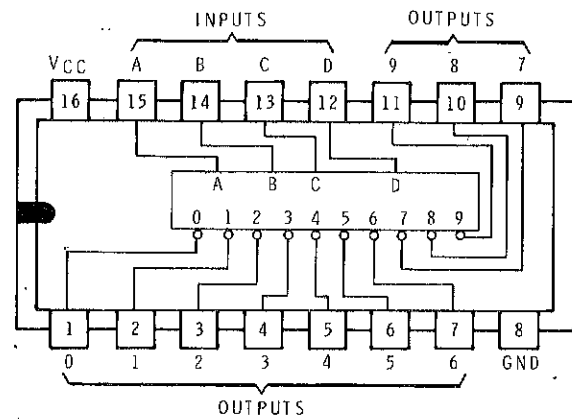 INPUTS OUTPUTS
VCC A B C D 9 8 7
16 15 14 13 12 11 10 9
A B C D
0 1 2 3 4 5 6 7 8 9
1 2 3 4 5 6 7 8
0 1 2 3 4 5 6 GND
OUTPUTS